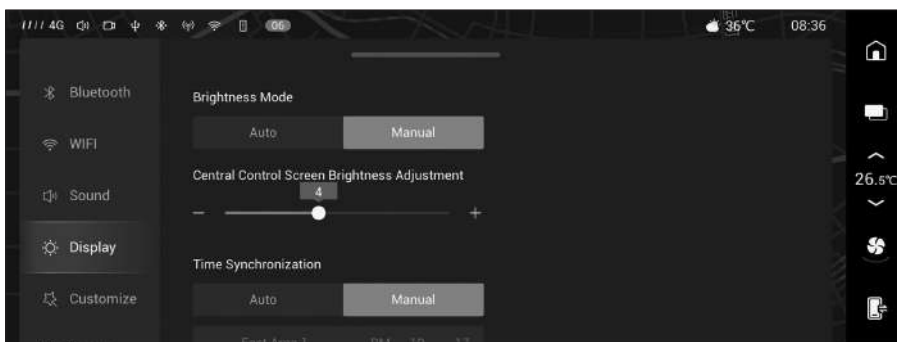 4G 06 36℃ 08:36
Bluetooth
WIFI
Sound
Display
Customize
Brightness Mode
Auto Manual
Central Control Screen Brightness Adjustment
4
− +
Time Synchronization
Auto Manual
26.5℃